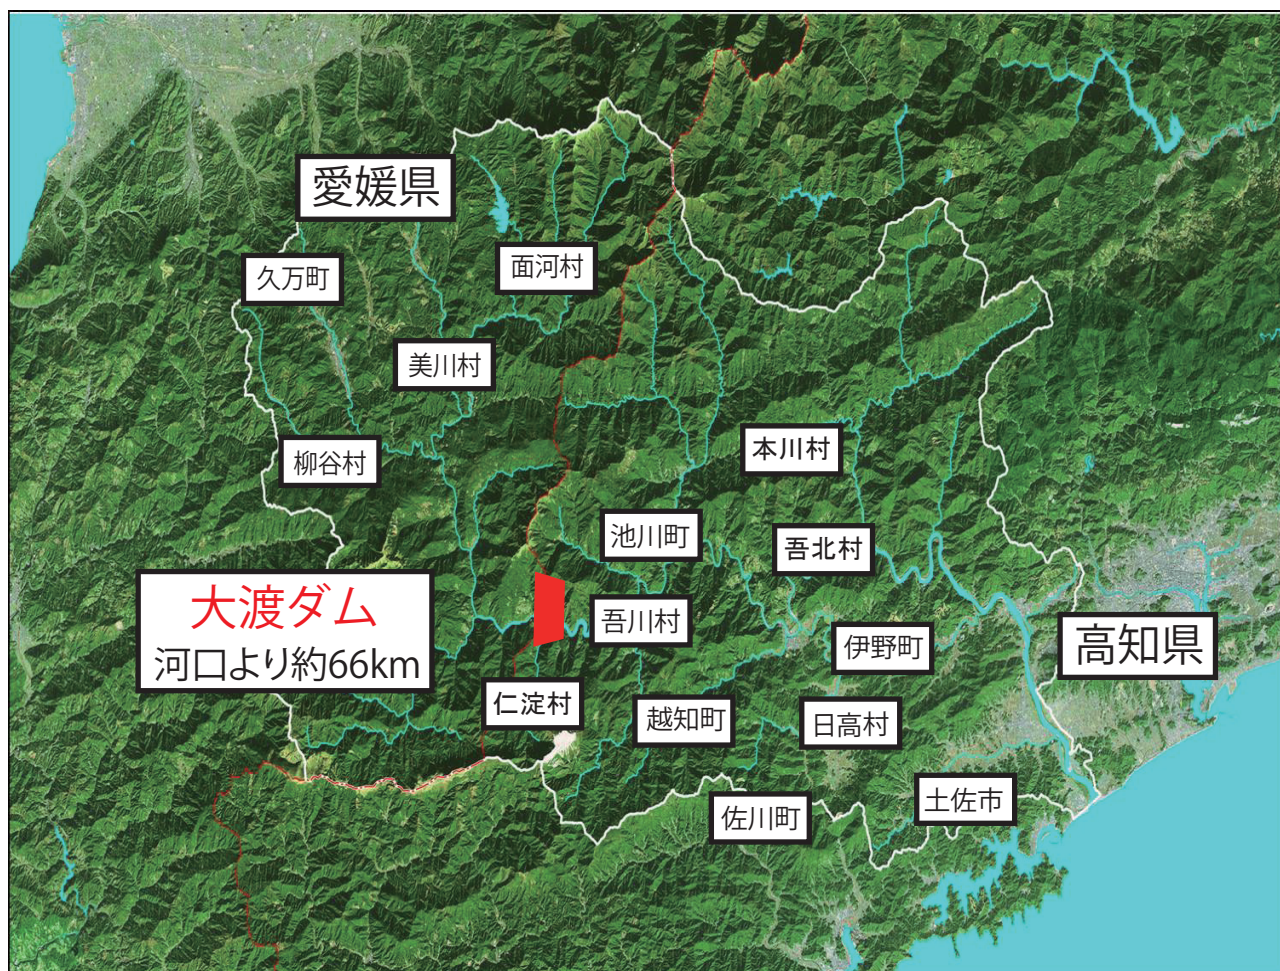 愛媛県
面河村
久万町
美川村
本川村
柳谷村
池川町
吾北村
大渡ダム
河口より約66km
吾川村
伊野町
高知県
仁淀村
越知町
日高村
土佐市
佐川町